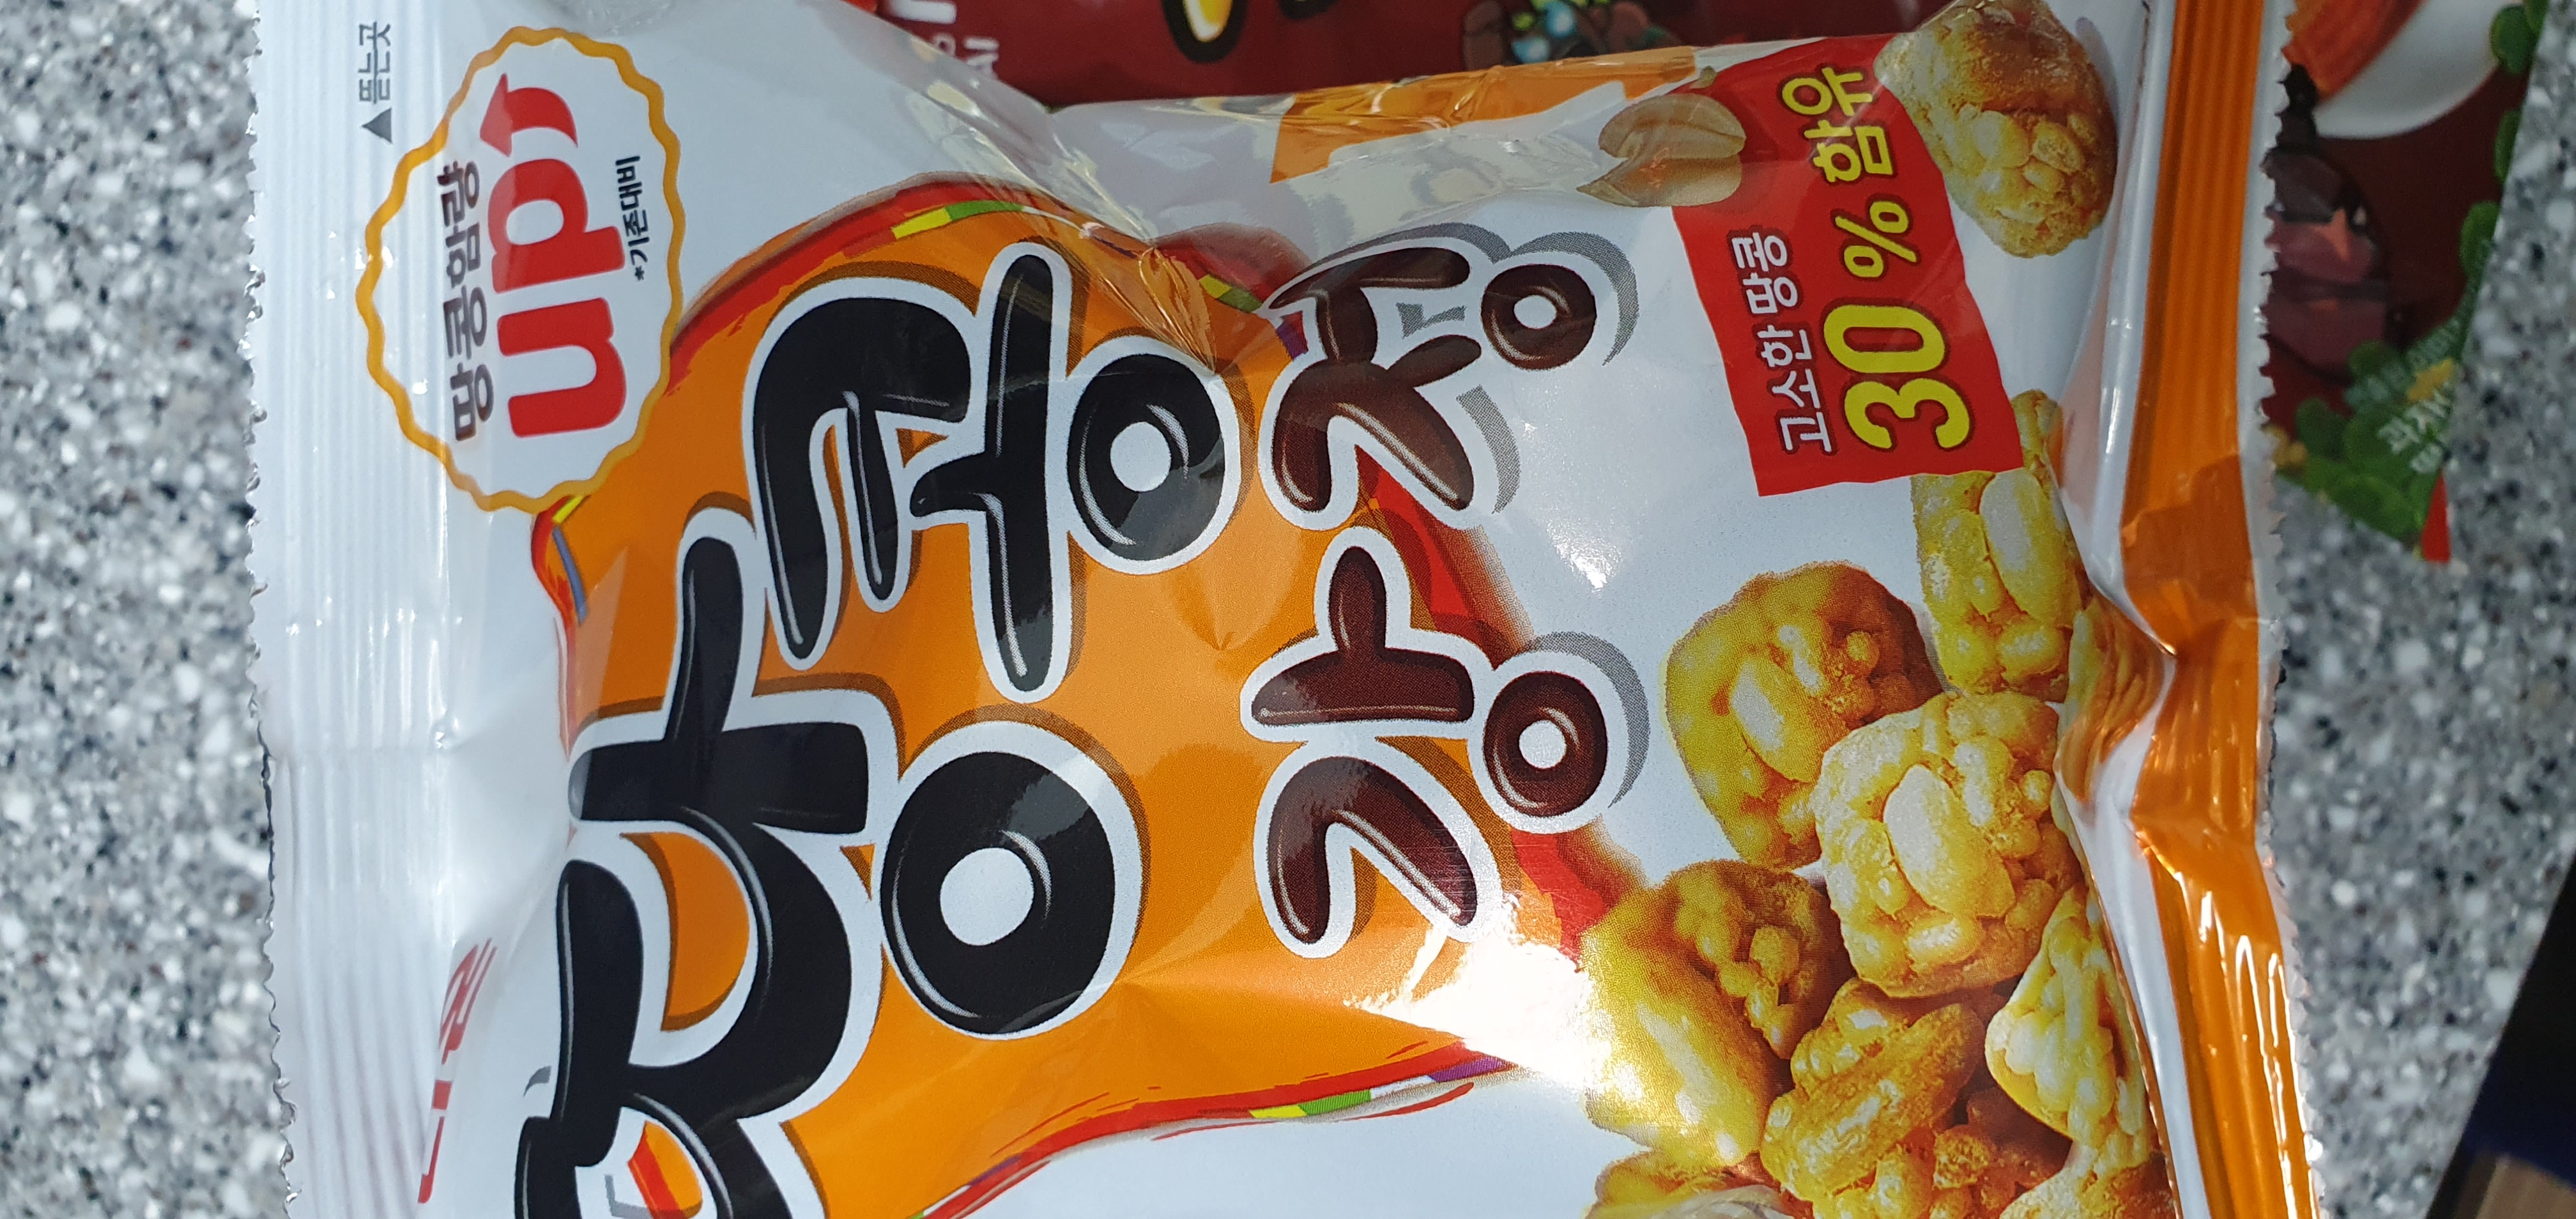 ▲뜯는곳
땅콩함량
up
*기존대비
땅콩
강정
고소한 땅콩
30% 함유